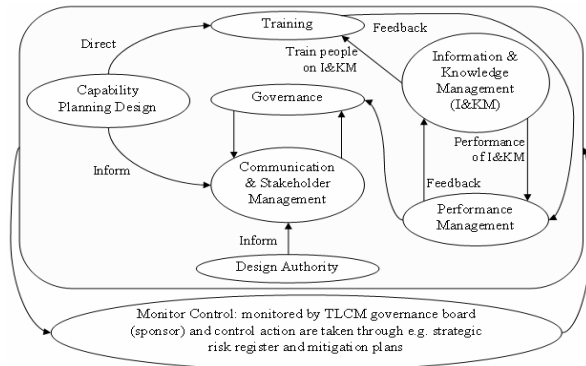 Training
Feedback
Direct
Train people
on I&KM
Information &
Knowledge
Management
(I&KM)
Capability
Planning Design
Governance
Performance
of I&KM
Inform
Communication
& Stakeholder
Management
Feedback
Performance
Management
Inform
Design Authority
Monitor Control: monitored by TLCM governance board
(sponsor) and control action are taken through e.g. strategic
risk register and mitigation plans